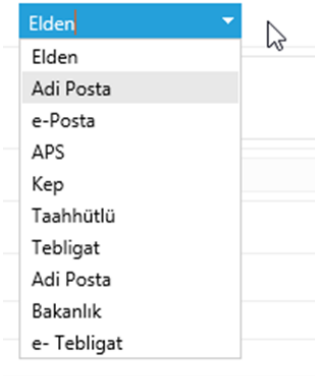 Elden
Elden
Adi Posta
e-Posta
APS
Kep
Taahhütlü
Tebligat
Adi Posta
Bakanlık
e- Tebligat